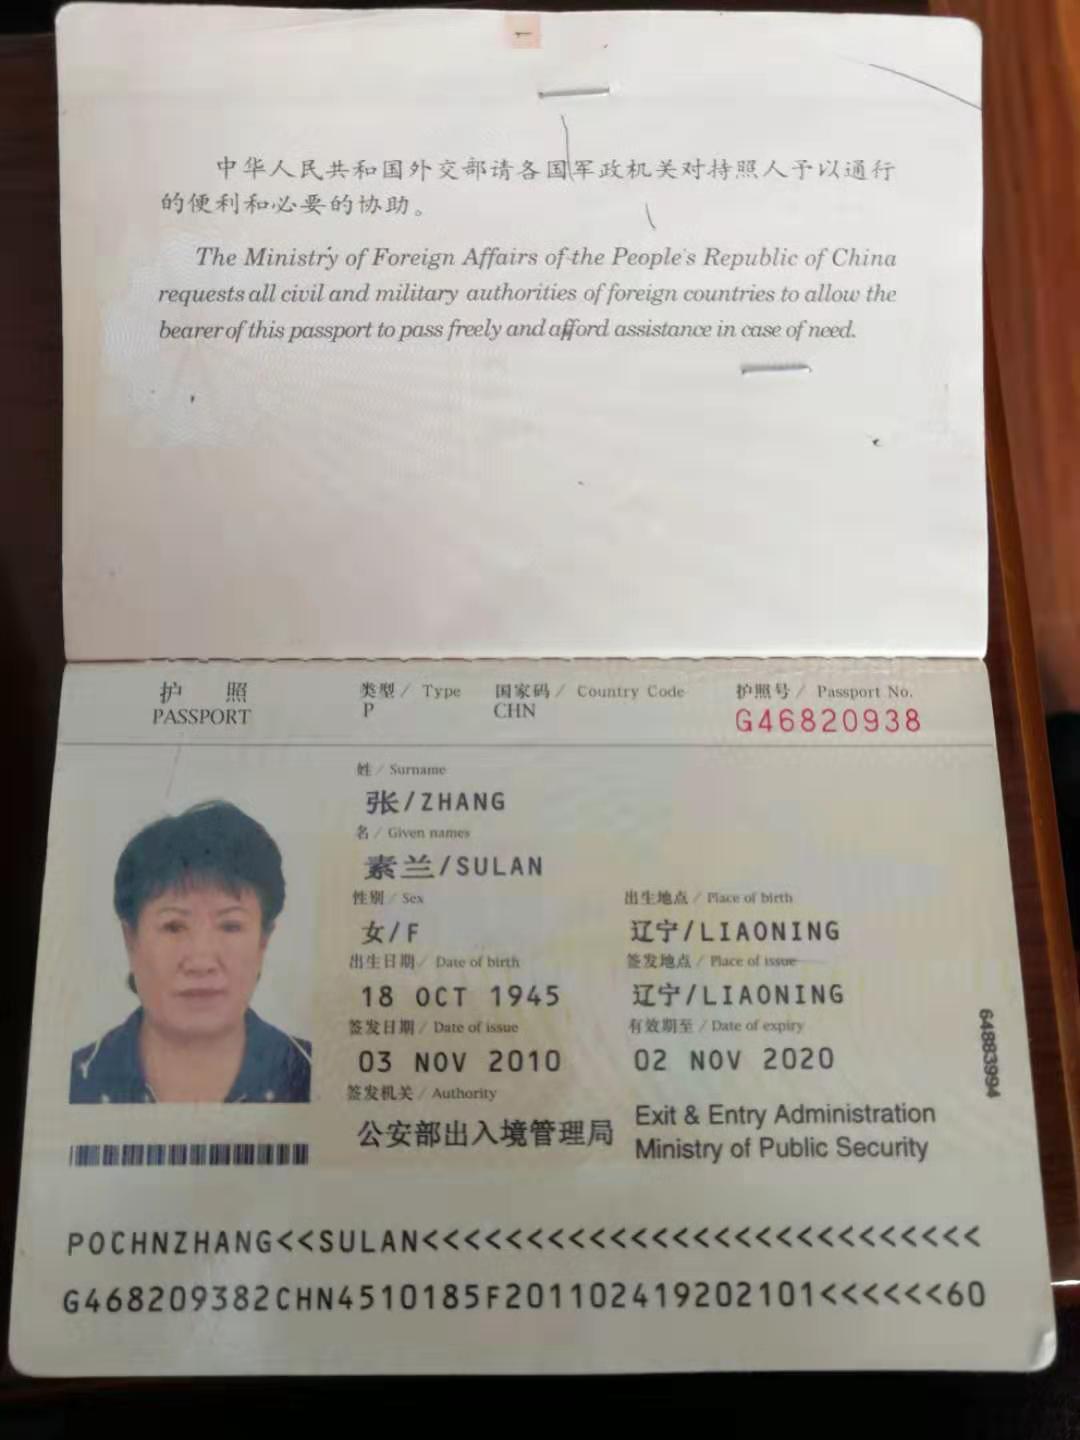 1
中华人民共和国外交部请各国军政机关对持照人予以通行
的便利和必要的协助。
The Ministry of Foreign Affairs of the People's Republic of China
requests all civil and military authorities of foreign countries to allow the
bearer of this passport to pass freely and afford assistance in case of need.
护 照
PASSPORT
类型 / Type
P
国家码 / Country Code
CHN
护照号 / Passport No.
G46820938
姓 / Surname
张/ZHANG
名 / Given names
素兰/SULAN
性别 / Sex
女/F
出生地点 / Place of birth
辽宁/LIAONING
出生日期 / Date of birth
18 OCT 1945
签发地点 / Place of issue
辽宁/LIAONING
签发日期 / Date of issue
03 NOV 2010
有效期至 / Date of expiry
02 NOV 2020
签发机关 / Authority
公安部出入境管理局
Exit & Entry Administration
Ministry of Public Security
64883994
POCHNZHANG<<SULAN<<<<<<<<<<<<<<<<<<<<<<<<<<<
G468209382CHN4510185F201102419202101<<<<<<60